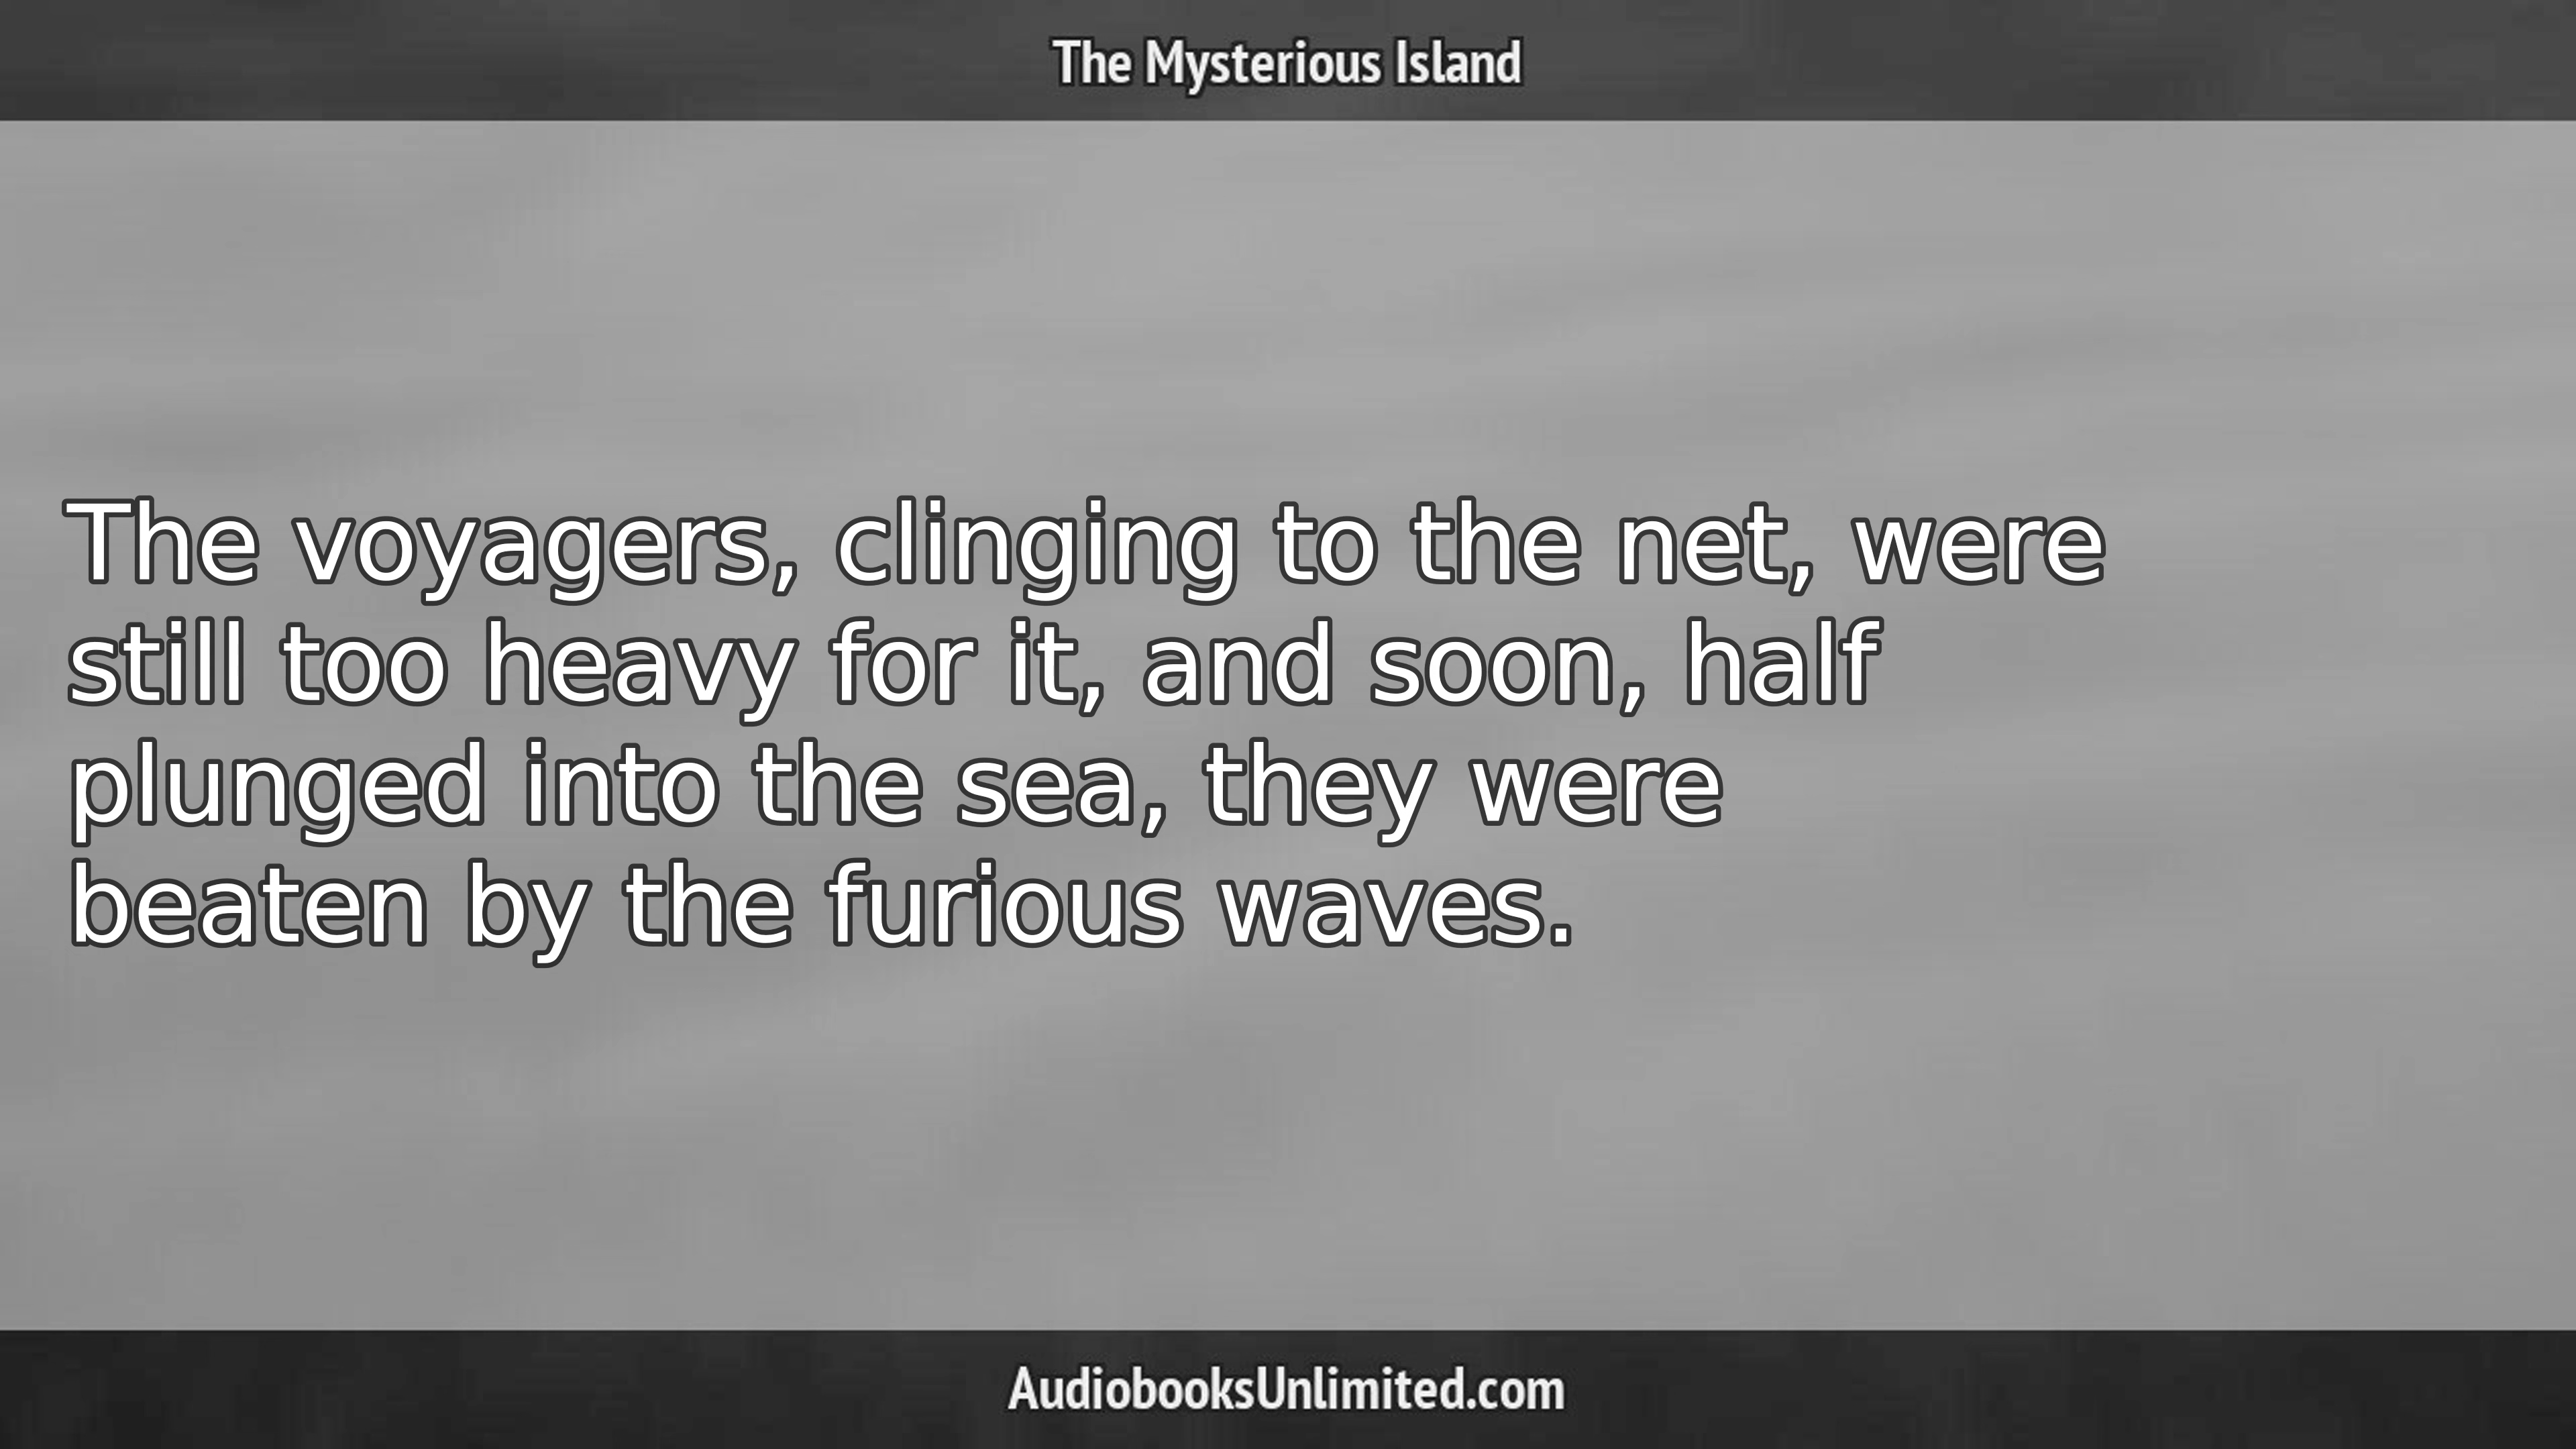 The Mysterious Island
The voyagers, clinging to the net, were
still too heavy for it, and soon, half
plunged into the sea, they were
beaten by the furious waves.
AudiobooksUnlimited.com